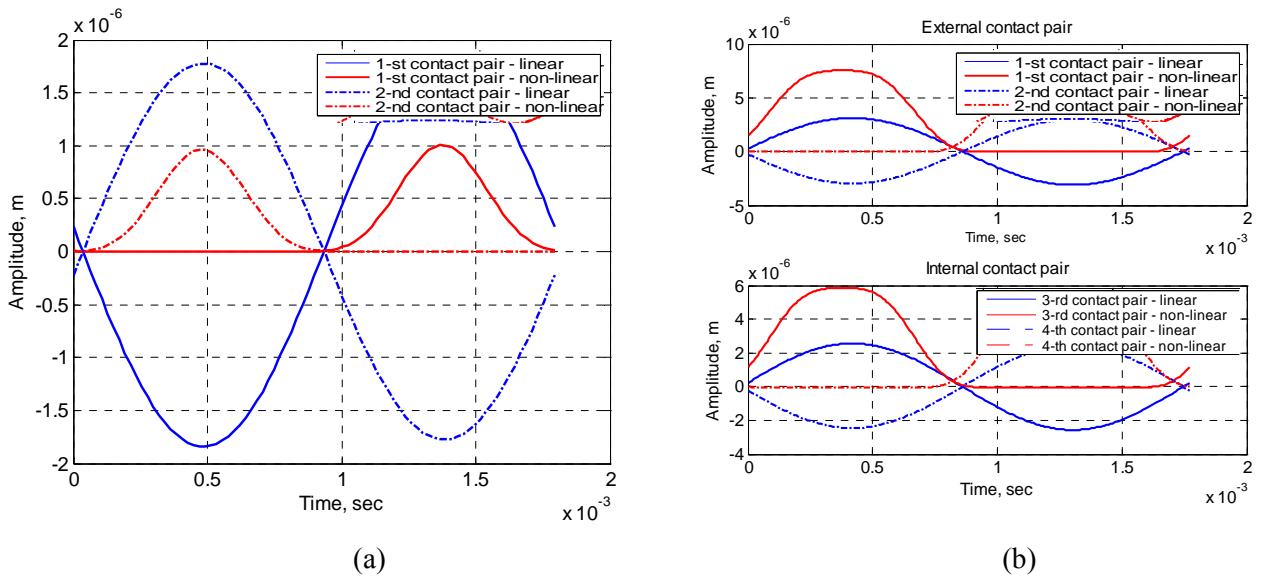 x 10⁻⁶
2
1.5
1
0.5
0
-0.5
-1
-1.5
-2
0
0.5
1
1.5
2
x 10⁻³
Time, sec
Amplitude, m
1-st contact pair - linear
1-st contact pair - non-linear
2-nd contact pair - linear
2-nd contact pair - non-linear
(a)
External contact pair
x 10⁻⁶
10
5
0
-5
0
0.5
1
1.5
2
x 10⁻³
Time, sec
Amplitude, m
1-st contact pair - linear
1-st contact pair - non-linear
2-nd contact pair - linear
2-nd contact pair - non-linear
Internal contact pair
x 10⁻⁶
6
4
2
0
-2
-4
0
0.5
1
1.5
2
x 10⁻³
Time, sec
Amplitude, m
3-rd contact pair - linear
3-rd contact pair - non-linear
4-th contact pair - linear
4-th contact pair - non-linear
(b)